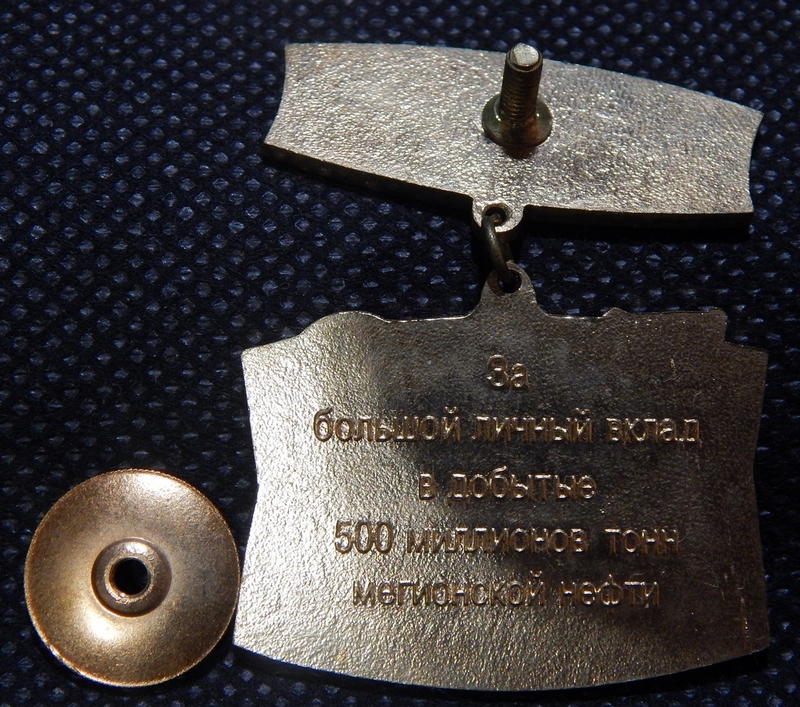 За
большой личный вклад
в добытые
500 миллионов тонн
мегионской нефти